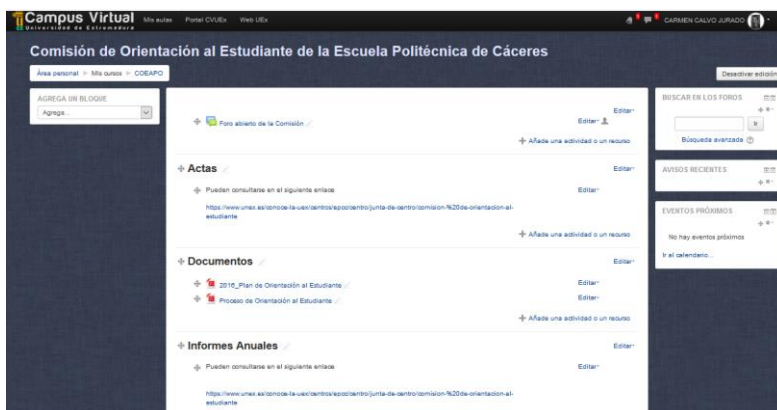 Campus Virtual
Universidad de Extremadura
Mis aulas Portal CVUEx Web UEx
CARMEN CALVO JURADO
Comisión de Orientación al Estudiante de la Escuela Politécnica de Cáceres
Área personal Mis cursos COEAPO
Desactivar edición
AGREGA UN BLOQUE
Agrega...
Editar
Foro abierto de la Comisión
Editar
Añade una actividad o un recurso
Actas
Editar
Pueden consultarse en el siguiente enlace
Editar
https://www.unex.es/conoce-la-uex/centros/epcc/centro/junta-de-centro/comision-%20de-orientacion-al-
estudiante
Añade una actividad o un recurso
Documentos
Editar
2016_Plan de Orientación al Estudiante
Editar
Proceso de Orientación al Estudiante
Editar
Añade una actividad o un recurso
Informes Anuales
Editar
Pueden consultarse en el siguiente enlace
Editar
https://www.unex.es/conoce-la-uex/centros/epcc/centro/junta-de-centro/comision-%20de-orientacion-al-
estudiante
BUSCAR EN LOS FOROS
Ir
Búsqueda avanzada
AVISOS RECIENTES
EVENTOS PRÓXIMOS
No hay eventos próximos
Ir al calendario...